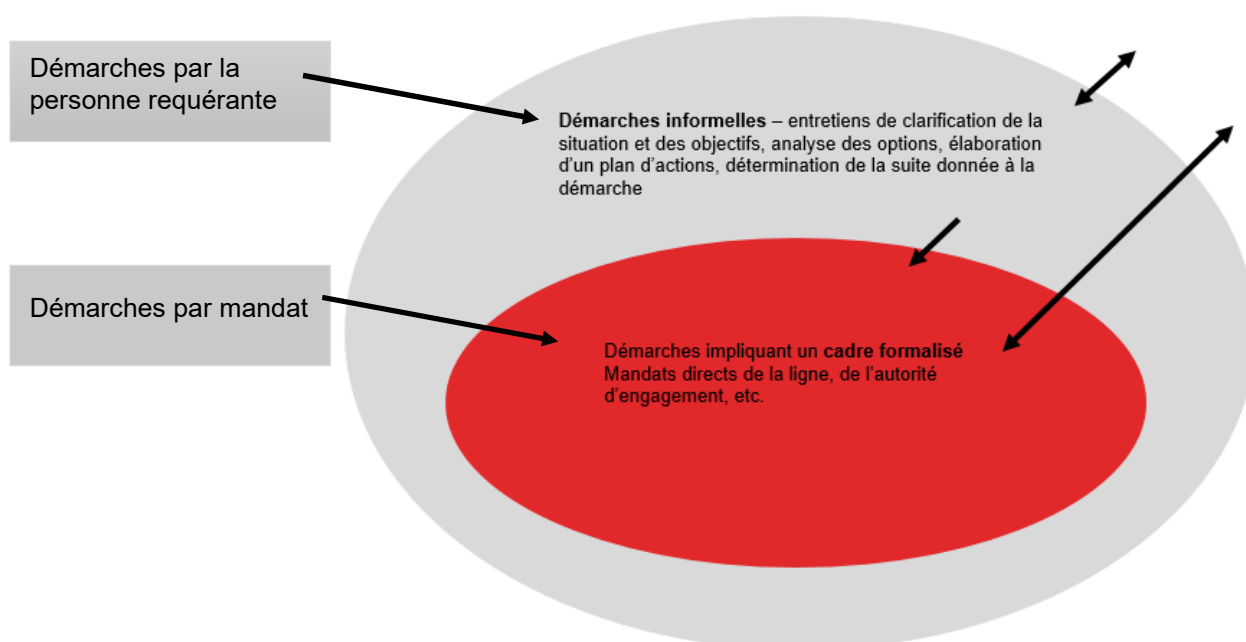 Démarches par la
personne requérante
Démarches informelles – entretiens de clarification de la
situation et des objectifs, analyse des options, élaboration
d’un plan d’actions, détermination de la suite donnée à la
démarche
Démarches par mandat
Démarches impliquant un cadre formalisé
Mandats directs de la ligne, de l’autorité
d’engagement, etc.